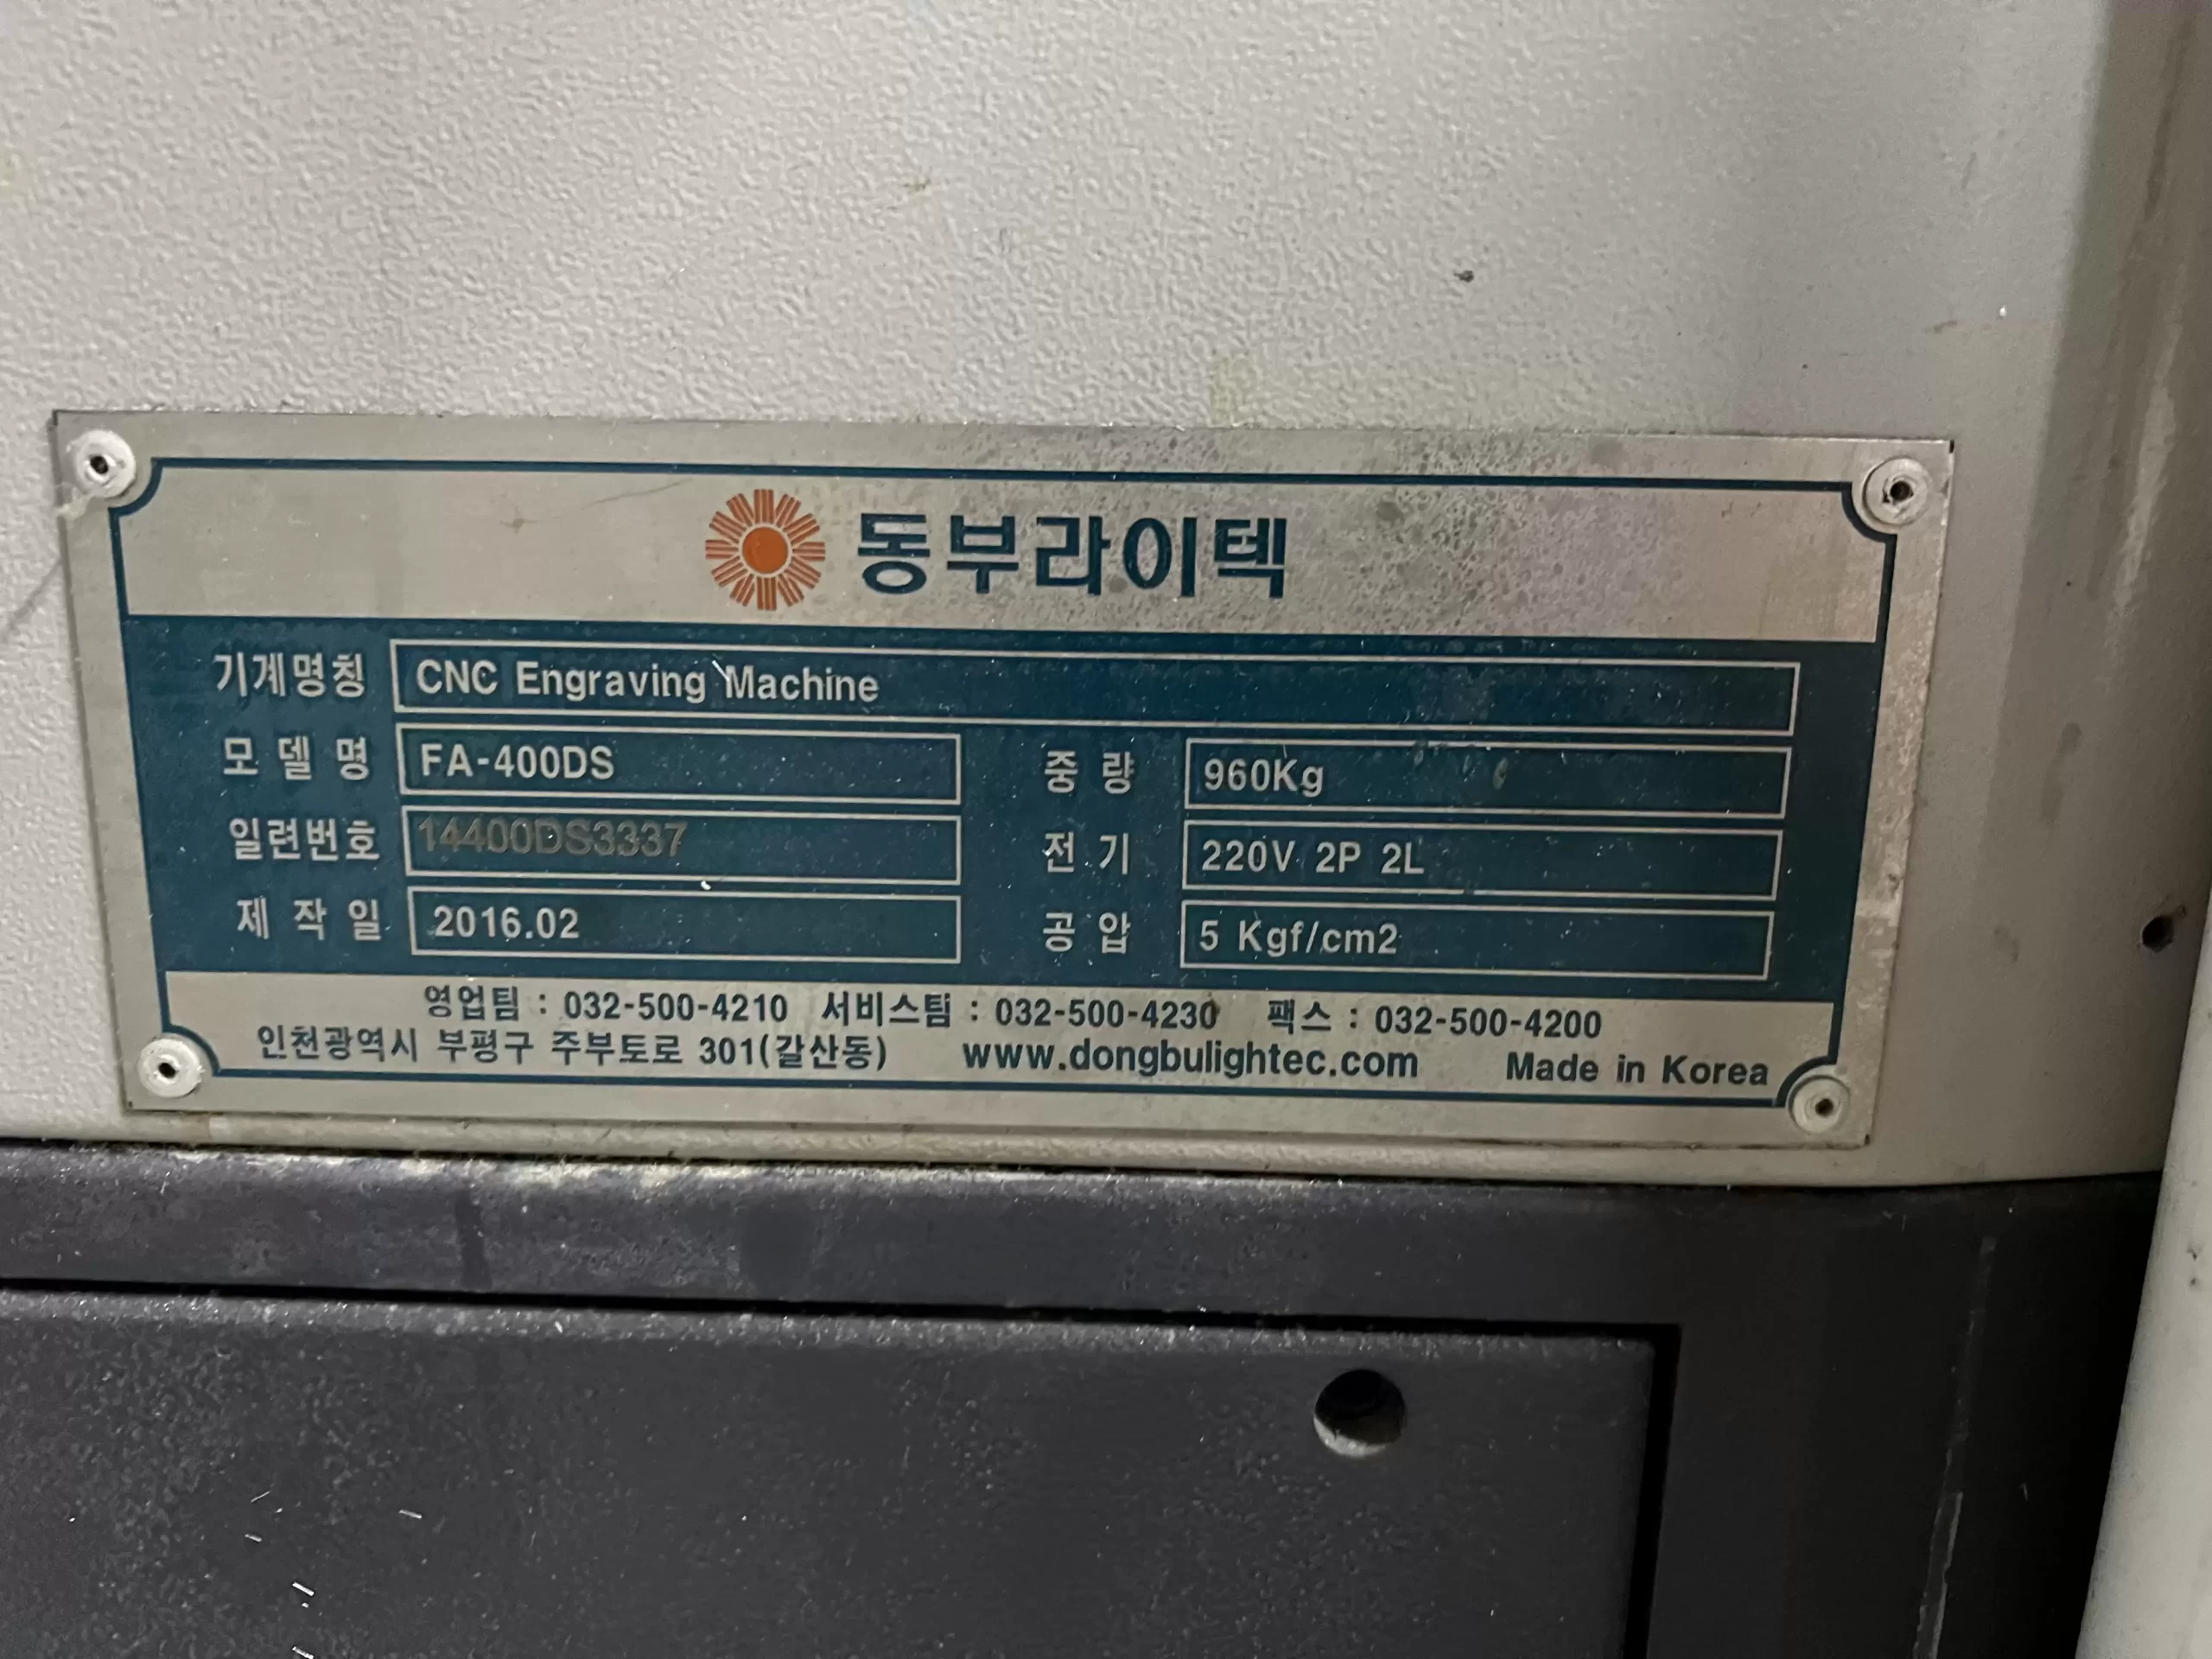 동부라이텍
기계명칭 CNC Engraving Machine
모델명 FA-400DS 중량 960Kg
일련번호 14400DS3337 전기 220V 2P 2L
제작일 2016.02 공압 5 Kgf/cm2
영업팀 : 032-500-4210 서비스팀 : 032-500-4230 팩스 : 032-500-4200
인천광역시 부평구 주부토로 301(갈산동) www.dongbulightec.com Made in Korea